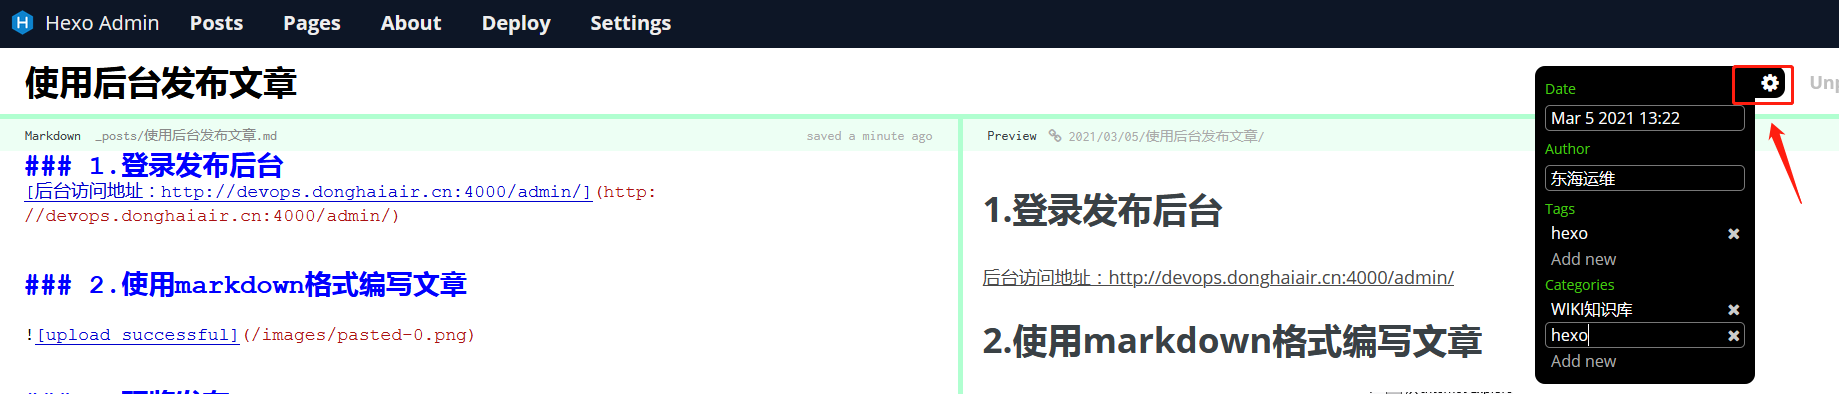 Hexo Admin Posts Pages About Deploy Settings
使用后台发布文章
Unp
Markdown _posts/使用后台发布文章.md saved a minute ago
### 1.登录发布后台
[后台访问地址：http://devops.donghaiair.cn:4000/admin/](http:
//devops.donghaiair.cn:4000/admin/)
### 2.使用markdown格式编写文章
![upload successful](/images/pasted-0.png)
Preview 2021/03/05/使用后台发布文章/
1.登录发布后台
后台访问地址：http://devops.donghaiair.cn:4000/admin/
2.使用markdown格式编写文章
Date
Mar 5 2021 13:22
Author
东海运维
Tags
hexo
Add new
Categories
WIKI知识库
hexo
Add new